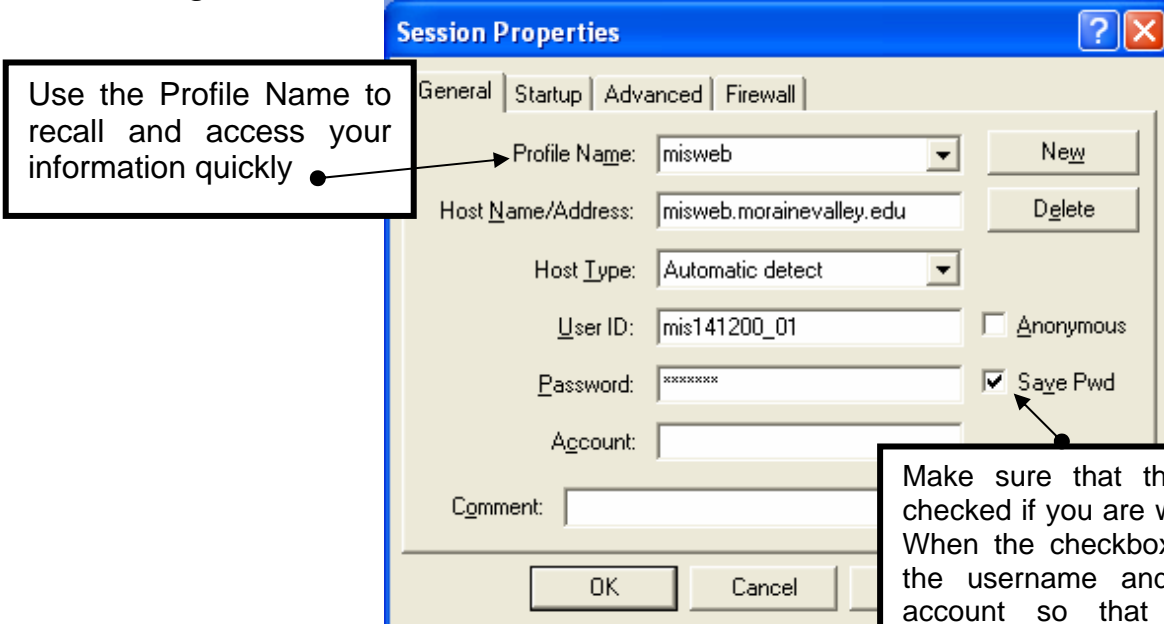 Session Properties
Use the Profile Name to
recall and access your
information quickly
General Startup Advanced Firewall
Profile Name: misweb New
Host Name/Address: misweb.morainevalley.edu Delete
Host Type: Automatic detect
User ID: mis141200_01 Anonymous
Password: ******* Save Pwd
Account:
Comment:
Make sure that
checked if you are
When the
the username
account so that
OK Cancel